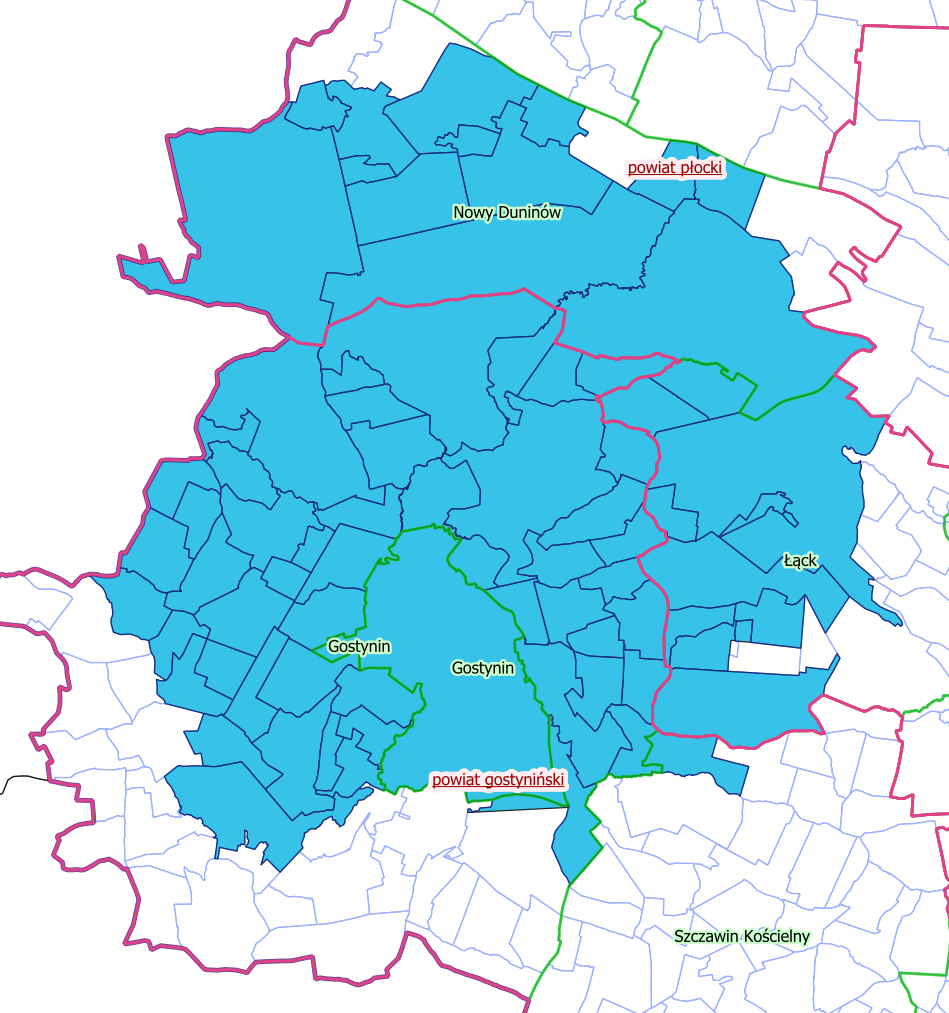 powiat płocki
Nowy Duninów
Łąck
Gostynin
Gostynin
powiat gostyniński
Szczawin Kościelny